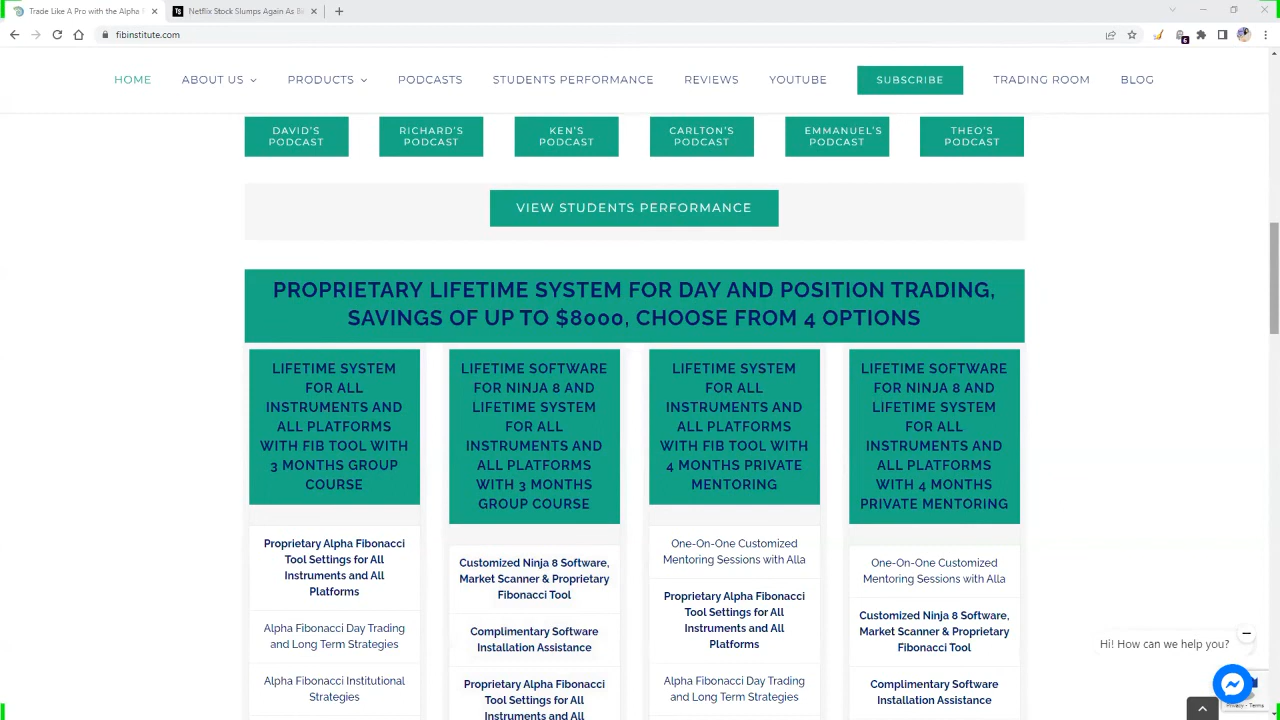 Trade Like A Pro with the Alpha F
Netflix Stock Slumps Again As Bi
fibinstitute.com
6
HOME
ABOUT US
PRODUCTS
PODCASTS
STUDENTS PERFORMANCE
REVIEWS
YOUTUBE
SUBSCRIBE
TRADING ROOM
BLOG
DAVID'S
PODCAST
RICHARD'S
PODCAST
KEN'S
PODCAST
CARLTON'S
PODCAST
EMMANUEL'S
PODCAST
THEO'S
PODCAST
VIEW STUDENTS PERFORMANCE
PROPRIETARY LIFETIME SYSTEM FOR DAY AND POSITION TRADING,
SAVINGS OF UP TO $8000, CHOOSE FROM 4 OPTIONS
LIFETIME SYSTEM
FOR ALL
INSTRUMENTS AND
ALL PLATFORMS
WITH FIB TOOL WITH
3 MONTHS GROUP
COURSE
Proprietary Alpha Fibonacci
Tool Settings for All
Instruments and All
Platforms
Alpha Fibonacci Day Trading
and Long Term Strategies
Alpha Fibonacci Institutional
Strategies
LIFETIME SOFTWARE
FOR NINJA 8 AND
LIFETIME SYSTEM
FOR ALL
INSTRUMENTS AND
ALL PLATFORMS
WITH 3 MONTHS
GROUP COURSE
Customized Ninja 8 Software,
Market Scanner & Proprietary
Fibonacci Tool
Complimentary Software
Installation Assistance
Proprietary Alpha Fibonacci
Tool Settings for All
Instruments and All
LIFETIME SYSTEM
FOR ALL
INSTRUMENTS AND
ALL PLATFORMS
WITH FIB TOOL WITH
4 MONTHS PRIVATE
MENTORING
One-On-One Customized
Mentoring Sessions with Alla
Proprietary Alpha Fibonacci
Tool Settings for All
Instruments and All
Platforms
Alpha Fibonacci Day Trading
and Long Term Strategies
LIFETIME SOFTWARE
FOR NINJA 8 AND
LIFETIME SYSTEM
FOR ALL
INSTRUMENTS AND
ALL PLATFORMS
WITH 4 MONTHS
PRIVATE MENTORING
One-On-One Customized
Mentoring Sessions with Alla
Customized Ninja 8 Software,
Market Scanner & Proprietary
Fibonacci Tool
Complimentary Software
Installation Assistance
Hi! How can we help you?
Privacy - Terms